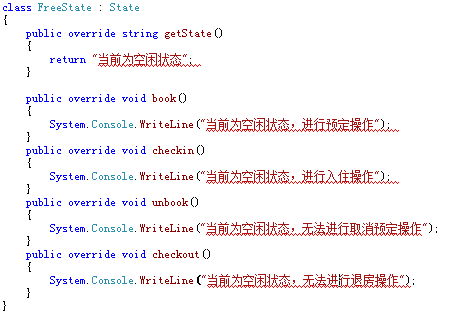 class FreeState : State
{
    public override string getState()
    {
        return "当前为空闲状态";
    }

    public override void book()
    {
        System.Console.WriteLine("当前为空闲状态，进行预定操作");
    }
    public override void checkin()
    {
        System.Console.WriteLine("当前为空闲状态，进行入住操作");
    }
    public override void unbook()
    {
        System.Console.WriteLine("当前为空闲状态，无法进行取消预定操作");
    }
    public override void checkout()
    {
        System.Console.WriteLine("当前为空闲状态，无法进行退房操作");
    }
}